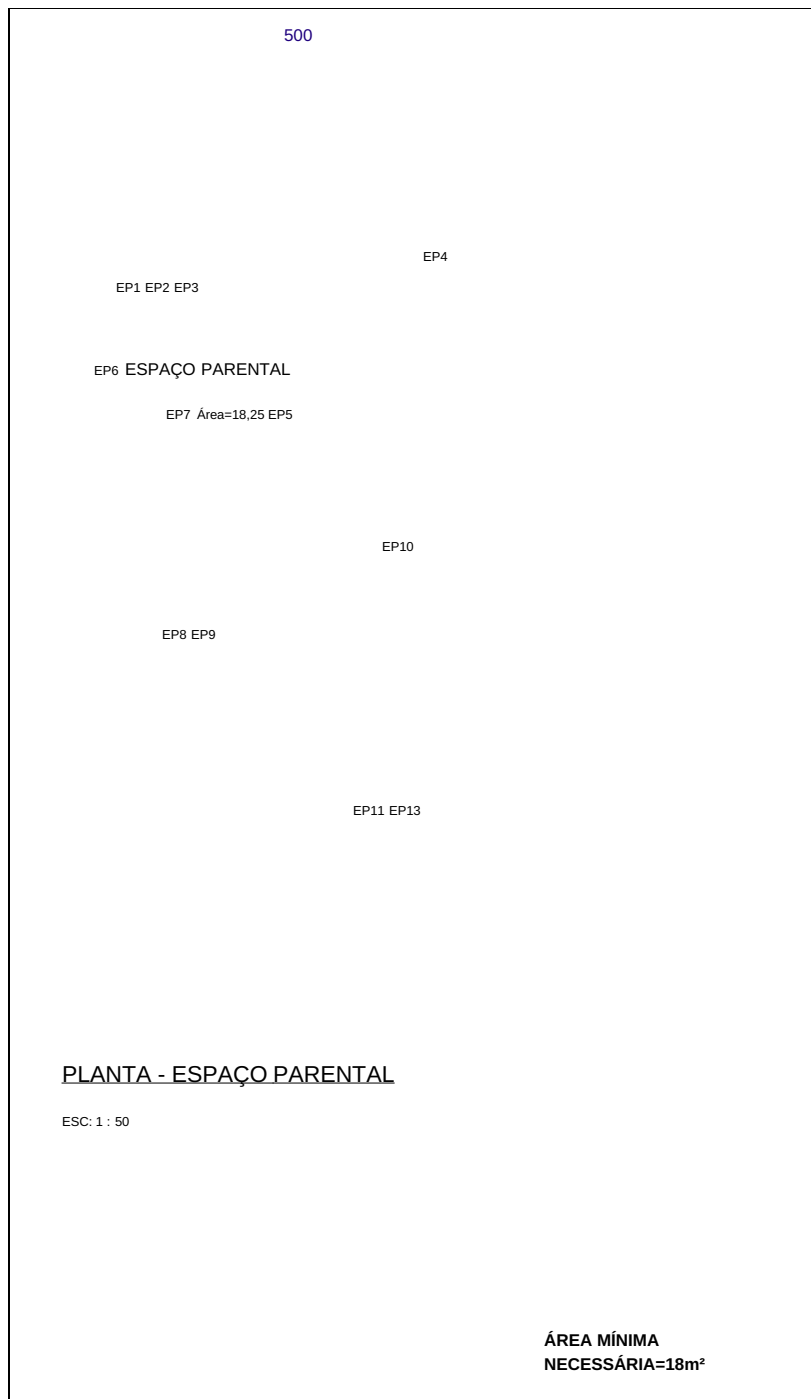 500
EP4
EP1 EP2 EP3
EP6 ESPAÇO PARENTAL
EP7 Área=18,25 EP5
EP10
EP8 EP9
EP11 EP13
PLANTA - ESPAÇO PARENTAL
ESC: 1 : 50
ÁREA MÍNIMA
NECESSÁRIA=18m²